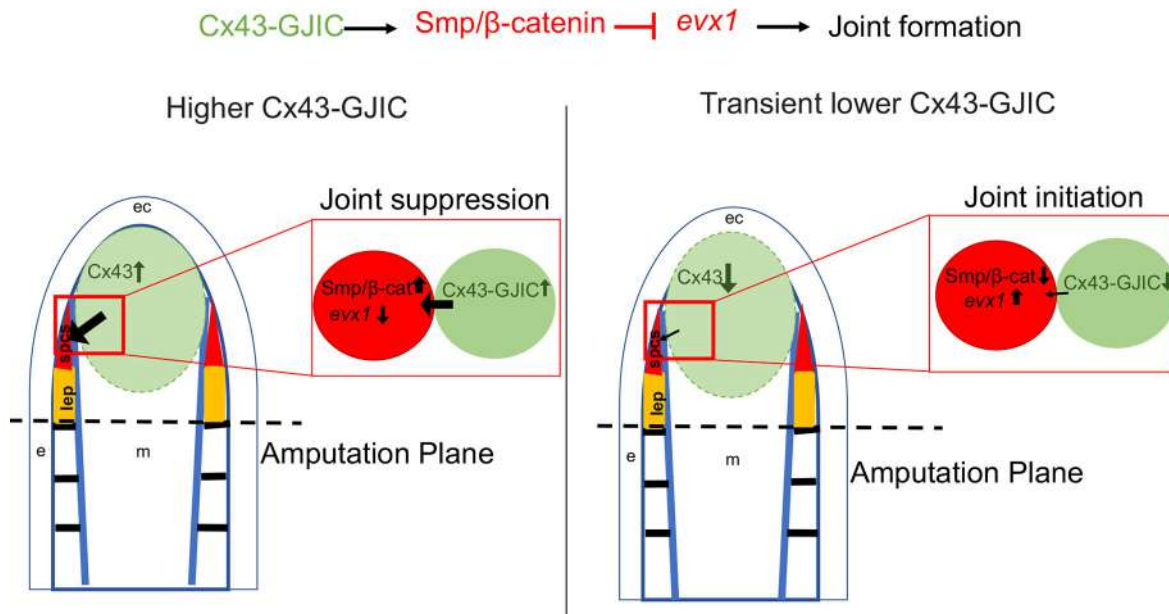 Cx43-GJIC Smp/β-catenin evx1 Joint formation
Higher Cx43-GJIC
Transient lower Cx43-GJIC
Joint suppression
ec
Cx43
Smp/β-cat
evx1
Cx43-GJIC
spcs
lep
e
m
Amputation Plane
Joint initiation
ec
Cx43
Smp/β-cat
evx1
Cx43-GJIC
spcs
lep
e
m
Amputation Plane